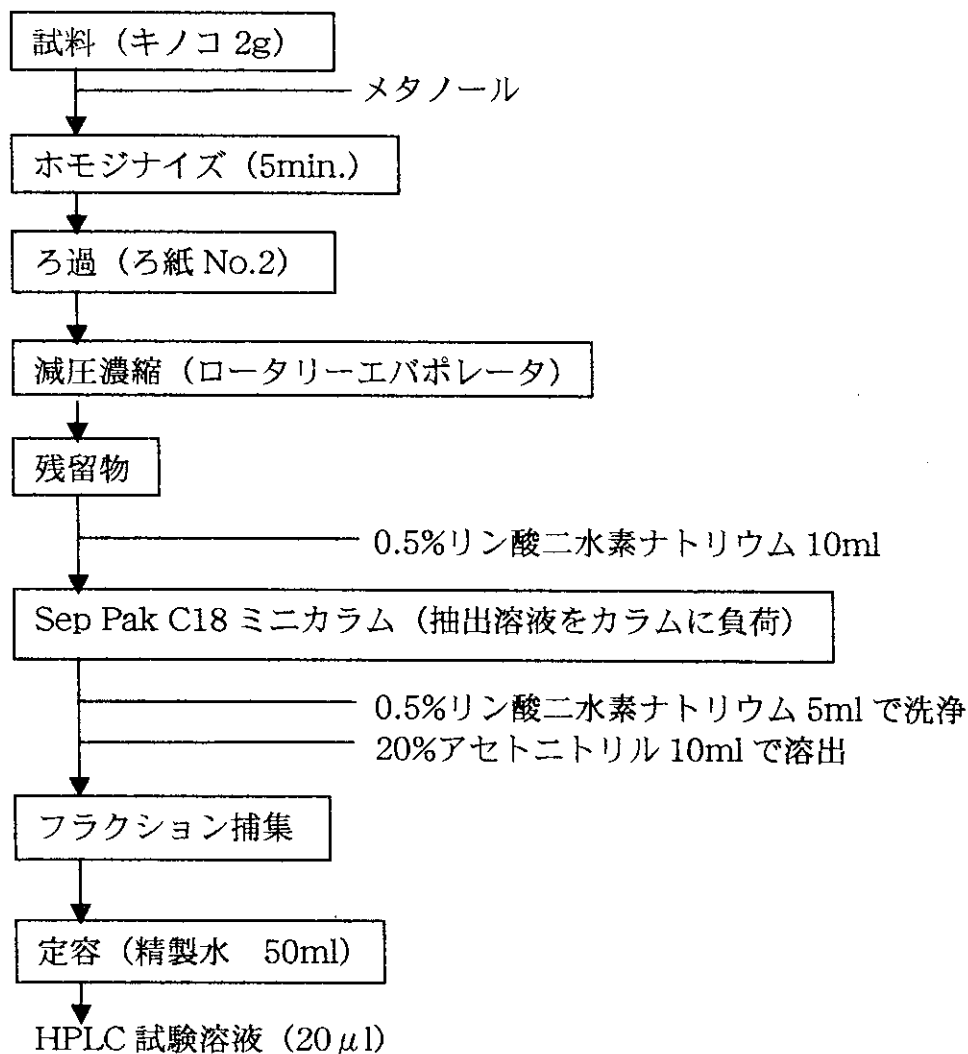 試料（キノコ 2g）
メタノール
ホモジナイズ（5min.）
ろ過（ろ紙 No.2）
減圧濃縮（ロータリーエバポレータ）
残留物
0.5%リン酸二水素ナトリウム 10ml
Sep Pak C18 ミニカラム（抽出溶液をカラムに負荷）
0.5%リン酸二水素ナトリウム 5ml で洗浄
20%アセトニトリル 10ml で溶出
フラクション捕集
定容（精製水　50ml）
HPLC 試験溶液（20μl）